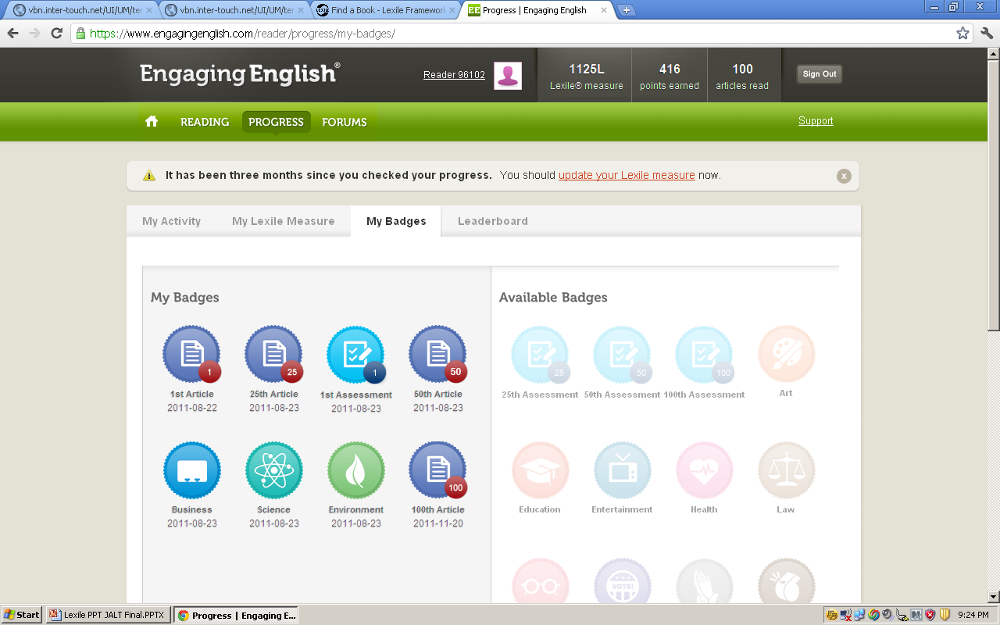 vbn.inter-touch.net/UI/UM/ter
vbn.inter-touch.net/UI/UM/ter
Find a Book - Lexile Framework
Progress | Engaging English
https://www.engagingenglish.com/reader/progress/my-badges/
Engaging English®
Reader 96102
1125L
Lexile® measure
416
points earned
100
articles read
Sign Out
READING
PROGRESS
FORUMS
Support
It has been three months since you checked your progress. You should update your Lexile measure now.
My Activity
My Lexile Measure
My Badges
Leaderboard
My Badges
1
25
1
50
1st Article
25th Article
1st Assessment
50th Article
2011-08-22
2011-08-23
2011-08-23
2011-08-23
100
Business
Science
Environment
100th Article
2011-08-23
2011-08-23
2011-08-23
2011-11-20
Available Badges
25
50
100
25th Assessment
50th Assessment
100th Assessment
Art
Education
Entertainment
Health
Law
VOTE!
Start
Lexile PPT JALT Final.PPTX
Progress | Engaging E...
9:24 PM